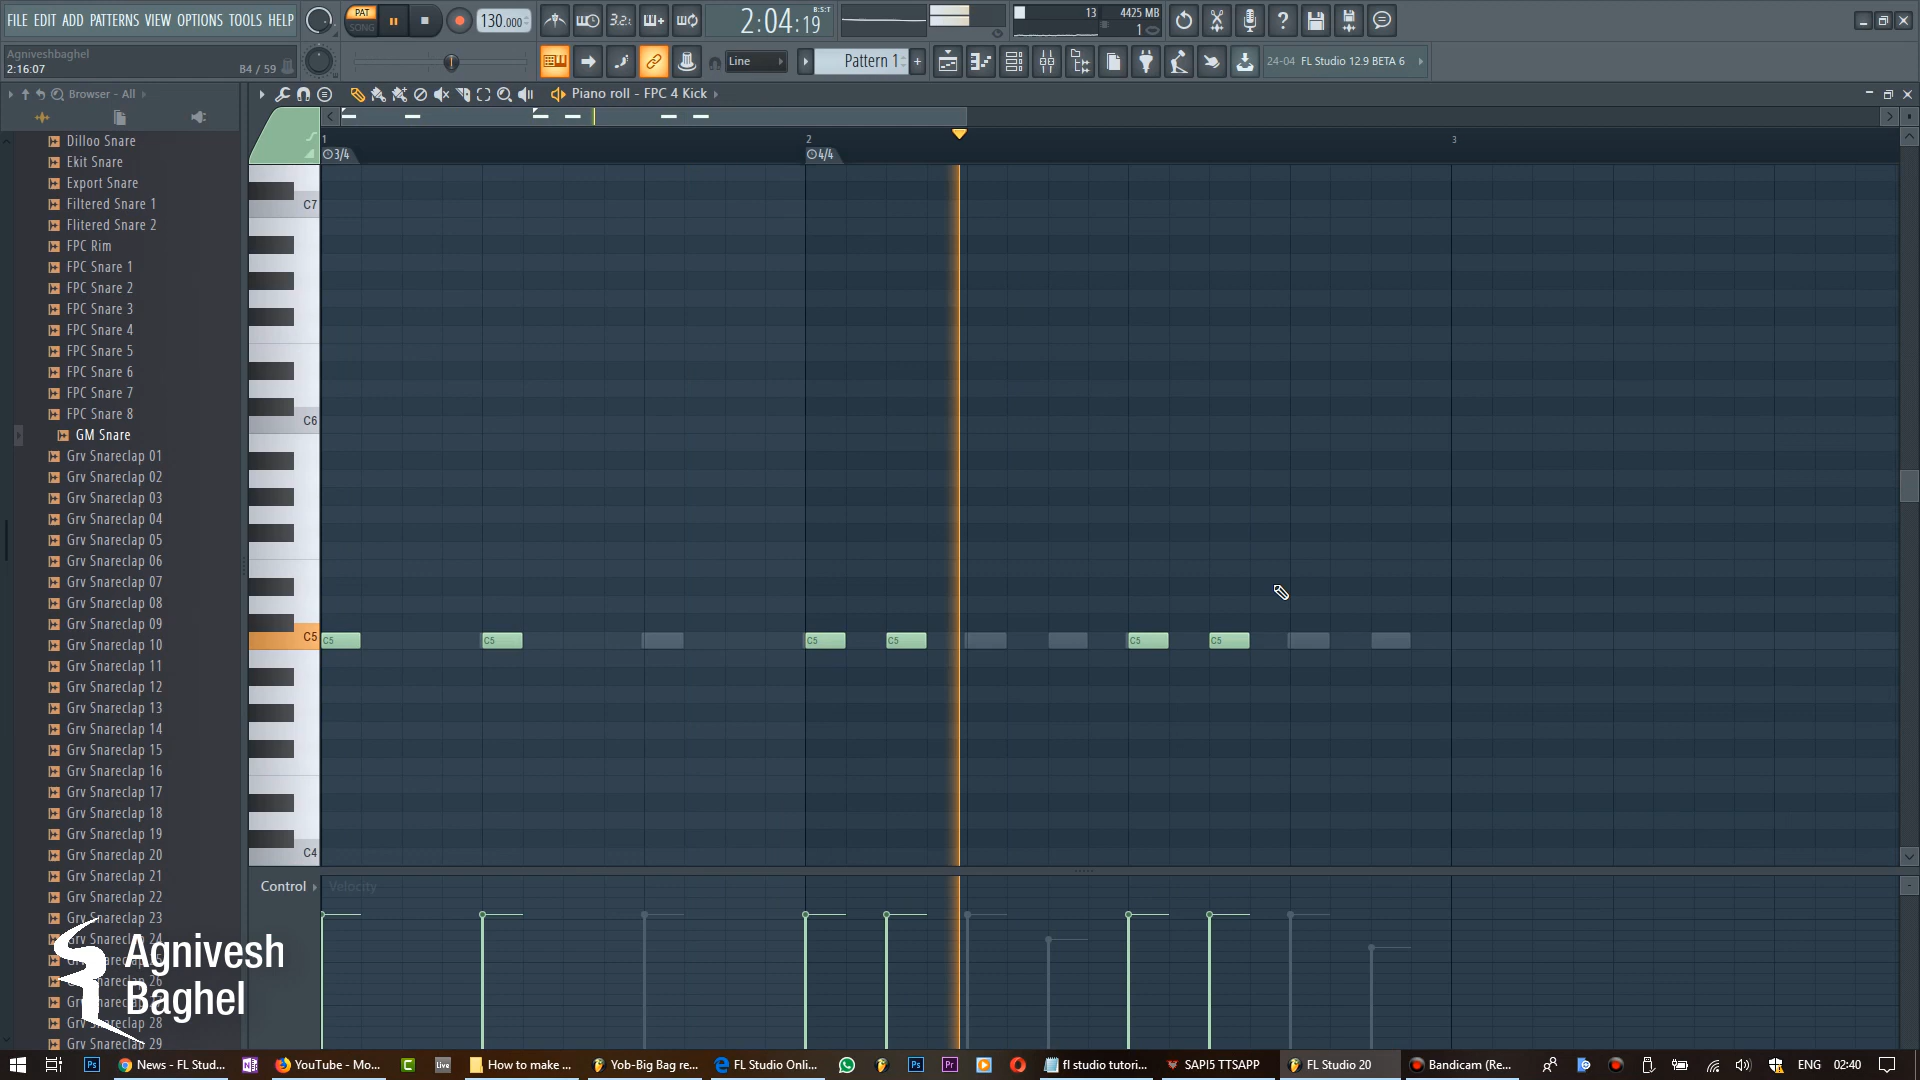 FILE EDIT ADD PATTERNS VIEW OPTIONS TOOLS HELP
PAT
SONG
130.000
3.2.
2:04:19
B:S:T
13
4425 MB
1
Agniveshbaghel
2:16:07
B4 / 59
Line
Pattern 1
24-04 FL Studio 12.9 BETA 6
Browser - All
Piano roll - FPC 4 Kick
Dilloo Snare
Ekit Snare
Export Snare
Filtered Snare 1
Flitered Snare 2
FPC Rim
FPC Snare 1
FPC Snare 2
FPC Snare 3
FPC Snare 4
FPC Snare 5
FPC Snare 6
FPC Snare 7
FPC Snare 8
GM Snare
Grv Snareclap 01
Grv Snareclap 02
Grv Snareclap 03
Grv Snareclap 04
Grv Snareclap 05
Grv Snareclap 06
Grv Snareclap 07
Grv Snareclap 08
Grv Snareclap 09
Grv Snareclap 10
Grv Snareclap 11
Grv Snareclap 12
Grv Snareclap 13
Grv Snareclap 14
Grv Snareclap 15
Grv Snareclap 16
Grv Snareclap 17
Grv Snareclap 18
Grv Snareclap 19
Grv Snareclap 20
Grv Snareclap 21
Grv Snareclap 22
Grv Snareclap 23
28
Grv Snareclap 29
1
2
3
3/4
4/4
C7
C6
C5
C4
C5
C5
C5
C5
C5
C5
Control
Velocity
Agnivesh
Baghel
Ps
News - FL Stud...
YouTube - Mo...
Live
How to make ...
Yob-Big Bag re...
FL Studio Onli...
Ps
Pr
fl studio tutori...
SAPI5 TTSAPP
FL Studio 20
Bandicam (Re...
ENG
02:40